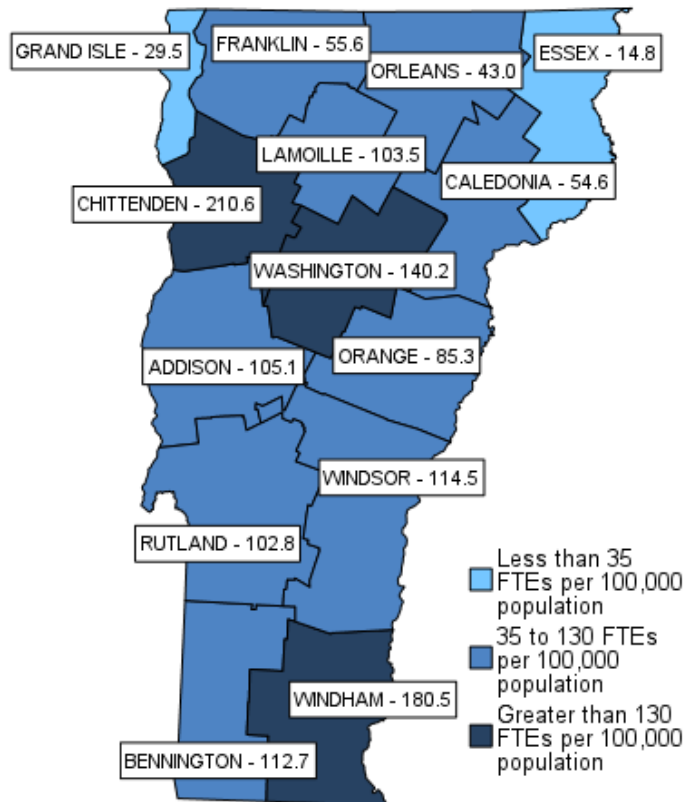 GRAND ISLE - 29.5
FRANKLIN - 55.6
ESSEX - 14.8
ORLEANS - 43.0
LAMOILLE - 103.5
CALEDONIA - 54.6
CHITTENDEN - 210.6
WASHINGTON - 140.2
ADDISON - 105.1
ORANGE - 85.3
WINDSOR - 114.5
RUTLAND - 102.8
WINDHAM - 180.5
BENNINGTON - 112.7
Less than 35
FTEs per 100,000
population
35 to 130 FTEs
per 100,000
population
Greater than 130
FTEs per 100,000
population